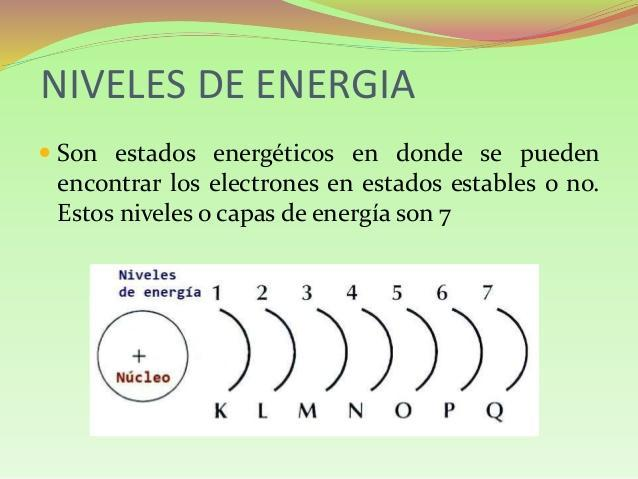 NIVELES DE ENERGIA
Son estados energéticos en donde se pueden
encontrar los electrones en estados estables o no.
Estos niveles o capas de energía son 7
Niveles
de energía 1 2 3 4 5 6 7
+
Núcleo
K L M N O P Q